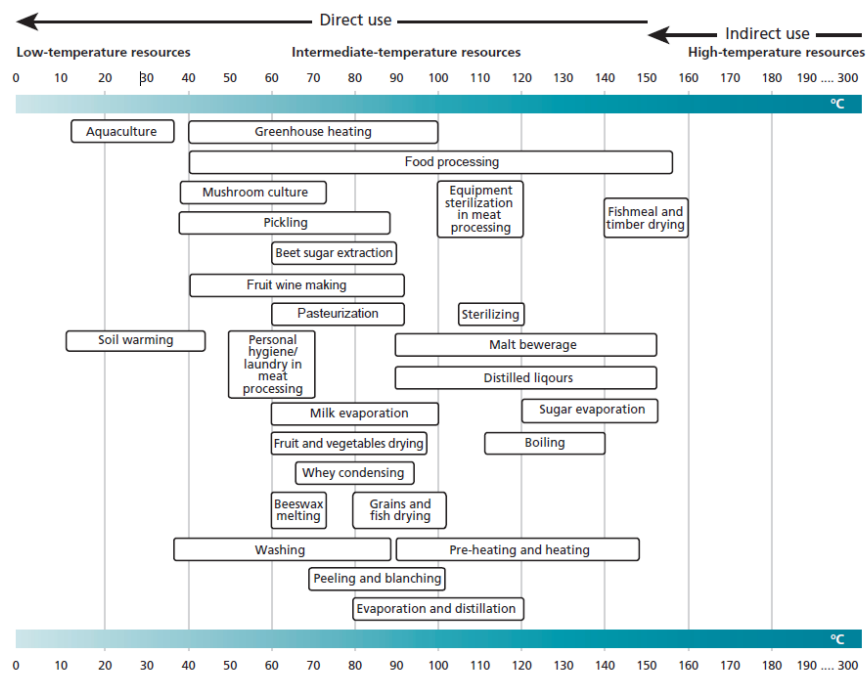 Direct use
Indirect use
Low-temperature resources Intermediate-temperature resources High-temperature resources
0 10 20 30 40 50 60 70 80 90 100 110 120 130 140 150 160 170 180 190 .... 300
°C
Aquaculture Greenhouse heating
Food processing
Mushroom culture
Equipment
sterilization
in meat
processing
Fishmeal and
timber drying
Pickling
Beet sugar extraction
Fruit wine making
Pasteurization Sterilizing
Soil warming
Personal
hygiene/
laundry in
meat
processing
Malt bewerage
Distilled liqours
Milk evaporation Sugar evaporation
Fruit and vegetables drying Boiling
Whey condensing
Beeswax
melting
Grains and
fish drying
Washing Pre-heating and heating
Peeling and blanching
Evaporation and distillation
°C
0 10 20 30 40 50 60 70 80 90 100 110 120 130 140 150 160 170 180 190 .... 300